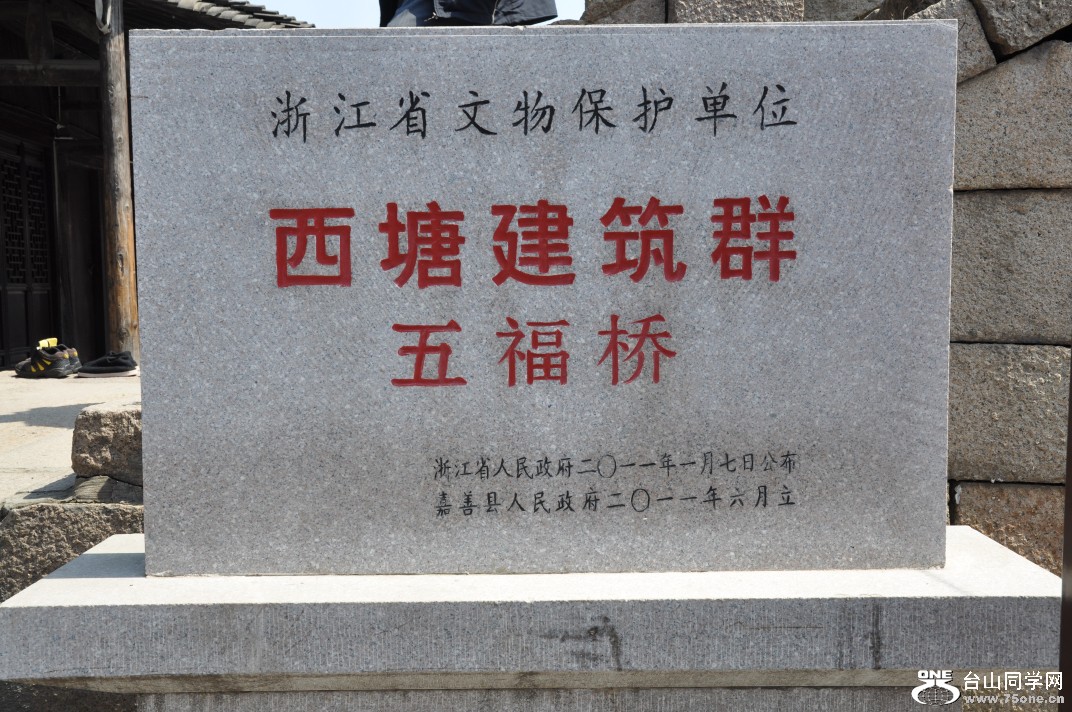 浙江省文物保护单位
西塘建筑群
五福桥
浙江省人民政府二〇一一年一月七日公布
嘉善县人民政府二〇一一年六月立
ONE 台山同学网
www.75one.cn